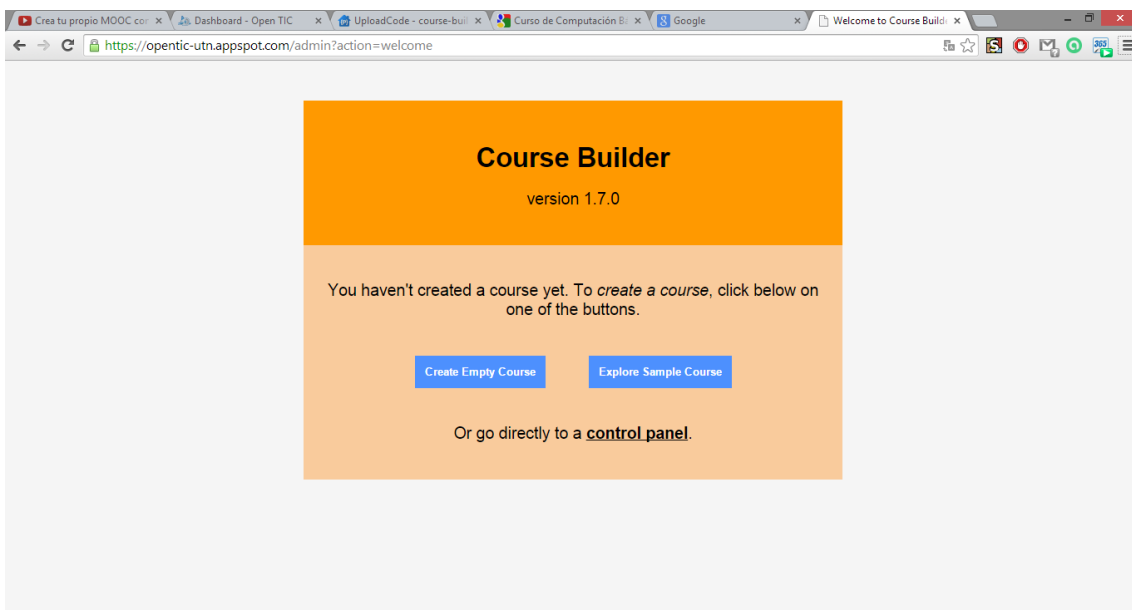 Crea tu propio MOOC con
Dashboard - Open TIC
UploadCode - course-buil
Curso de Computación Bá
Google
Welcome to Course Builde
https://opentic-utn.appspot.com/admin?action=welcome
Course Builder
version 1.7.0
You haven't created a course yet. To create a course, click below on
one of the buttons.
Create Empty Course
Explore Sample Course
Or go directly to a control panel.